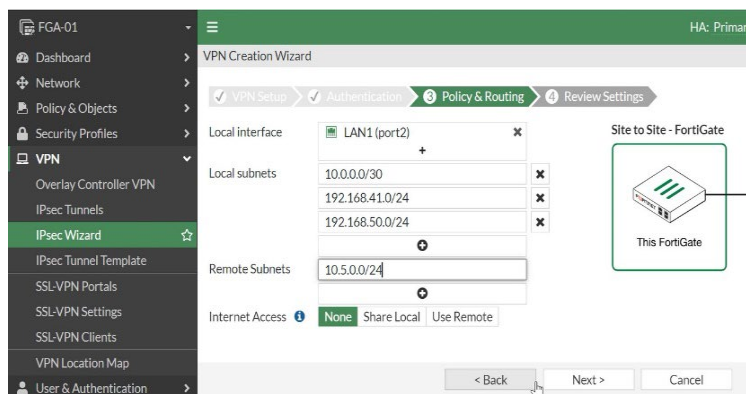 FGA-01
HA: Primar
Dashboard
VPN Creation Wizard
Network
Policy & Objects
VPN Setup
Authentication
3 Policy & Routing
4 Review Settings
Security Profiles
Local interface
LAN1 (port2)
Site to Site - FortiGate
VPN
Local subnets
10.0.0.0/30
Overlay Controller VPN
192.168.41.0/24
IPsec Tunnels
192.168.50.0/24
IPsec Wizard
FORTINET
This FortiGate
IPsec Tunnel Template
Remote Subnets
10.5.0.0/24
SSL-VPN Portals
SSL-VPN Settings
Internet Access
None
Share Local
Use Remote
SSL-VPN Clients
VPN Location Map
User & Authentication
< Back
Next >
Cancel